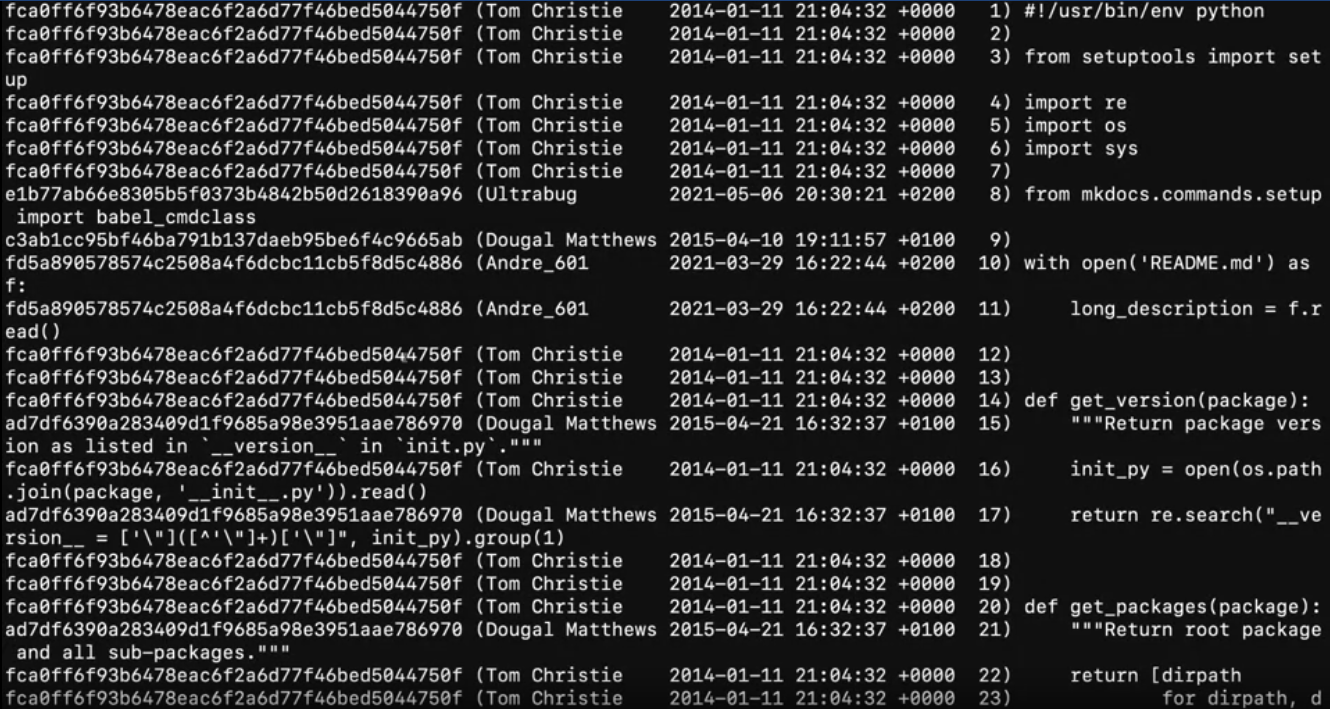 fca0ff6f93b6478eac6f2a6d77f46bed5044750f (Tom Christie    2014-01-11 21:04:32 +0000   1) #!/usr/bin/env python
fca0ff6f93b6478eac6f2a6d77f46bed5044750f (Tom Christie    2014-01-11 21:04:32 +0000   2)
fca0ff6f93b6478eac6f2a6d77f46bed5044750f (Tom Christie    2014-01-11 21:04:32 +0000   3) from setuptools import set
up
fca0ff6f93b6478eac6f2a6d77f46bed5044750f (Tom Christie    2014-01-11 21:04:32 +0000   4) import re
fca0ff6f93b6478eac6f2a6d77f46bed5044750f (Tom Christie    2014-01-11 21:04:32 +0000   5) import os
fca0ff6f93b6478eac6f2a6d77f46bed5044750f (Tom Christie    2014-01-11 21:04:32 +0000   6) import sys
fca0ff6f93b6478eac6f2a6d77f46bed5044750f (Tom Christie    2014-01-11 21:04:32 +0000   7)
e1b77ab66e8305b5f0373b4842b50d2618390a96 (Ultrabug        2021-05-06 20:30:21 +0200   8) from mkdocs.commands.setup
 import babel_cmdclass
c3ab1cc95bf46ba791b137daeb95be6f4c9665ab (Dougal Matthews 2015-04-10 19:11:57 +0100   9)
fd5a890578574c2508a4f6dcbc11cb5f8d5c4886 (Andre_601       2021-03-29 16:22:44 +0200  10) with open('README.md') as
f:
fd5a890578574c2508a4f6dcbc11cb5f8d5c4886 (Andre_601       2021-03-29 16:22:44 +0200  11)     long_description = f.r
ead()
fca0ff6f93b6478eac6f2a6d77f46bed5044750f (Tom Christie    2014-01-11 21:04:32 +0000  12)
fca0ff6f93b6478eac6f2a6d77f46bed5044750f (Tom Christie    2014-01-11 21:04:32 +0000  13)
fca0ff6f93b6478eac6f2a6d77f46bed5044750f (Tom Christie    2014-01-11 21:04:32 +0000  14) def get_version(package):
ad7df6390a283409d1f9685a98e3951aae786970 (Dougal Matthews 2015-04-21 16:32:37 +0100  15)     """Return package vers
ion as listed in `__version__` in `init.py`."""
fca0ff6f93b6478eac6f2a6d77f46bed5044750f (Tom Christie    2014-01-11 21:04:32 +0000  16)     init_py = open(os.path
.join(package, '__init__.py')).read()
ad7df6390a283409d1f9685a98e3951aae786970 (Dougal Matthews 2015-04-21 16:32:37 +0100  17)     return re.search("__ve
rsion__ = ['\"]([^'\"]+)['\"]", init_py).group(1)
fca0ff6f93b6478eac6f2a6d77f46bed5044750f (Tom Christie    2014-01-11 21:04:32 +0000  18)
fca0ff6f93b6478eac6f2a6d77f46bed5044750f (Tom Christie    2014-01-11 21:04:32 +0000  19)
fca0ff6f93b6478eac6f2a6d77f46bed5044750f (Tom Christie    2014-01-11 21:04:32 +0000  20) def get_packages(package):
ad7df6390a283409d1f9685a98e3951aae786970 (Dougal Matthews 2015-04-21 16:32:37 +0100  21)     """Return root package
 and all sub-packages."""
fca0ff6f93b6478eac6f2a6d77f46bed5044750f (Tom Christie    2014-01-11 21:04:32 +0000  22)     return [dirpath
fca0ff6f93b6478eac6f2a6d77f46bed5044750f (Tom Christie    2014-01-11 21:04:32 +0000  23)             for dirpath, d